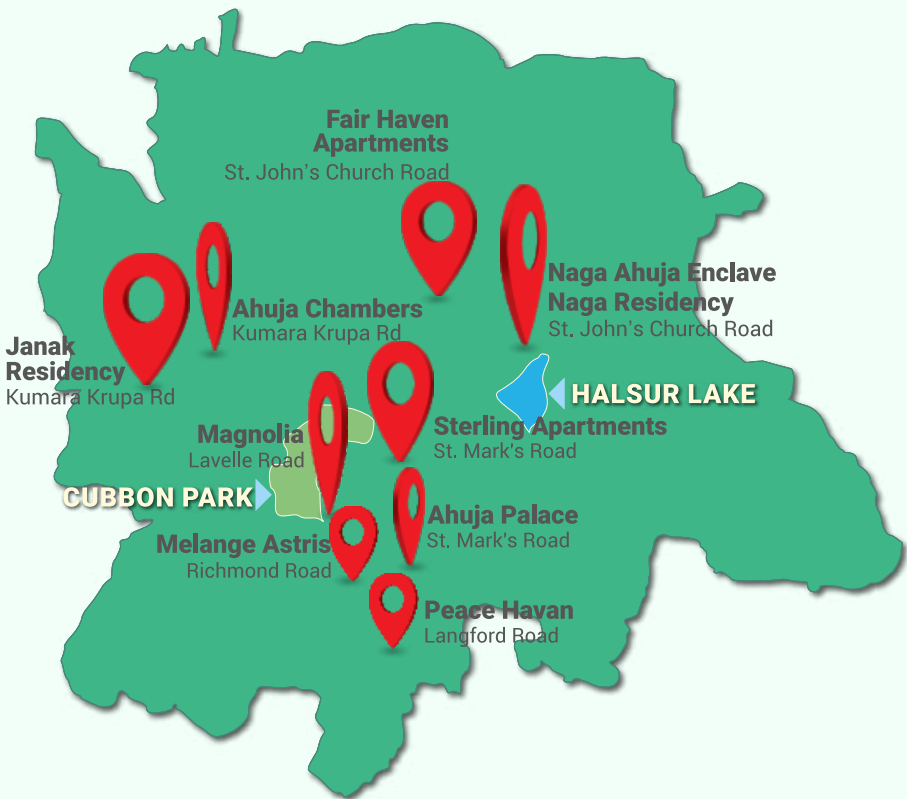 Fair Haven
Apartments
St. John's Church Road
Naga Ahuja Enclave
Naga Residency
St. John's Church Road
Ahuja Chambers
Kumara Krupa Rd
Janak
Residency
Kumara Krupa Rd
HALSUR LAKE
Magnolia
Lavelle Road
Sterling Apartments
St. Mark's Road
CUBBON PARK
Ahuja Palace
St. Mark's Road
Melange Astris
Richmond Road
Peace Havan
Langford Road